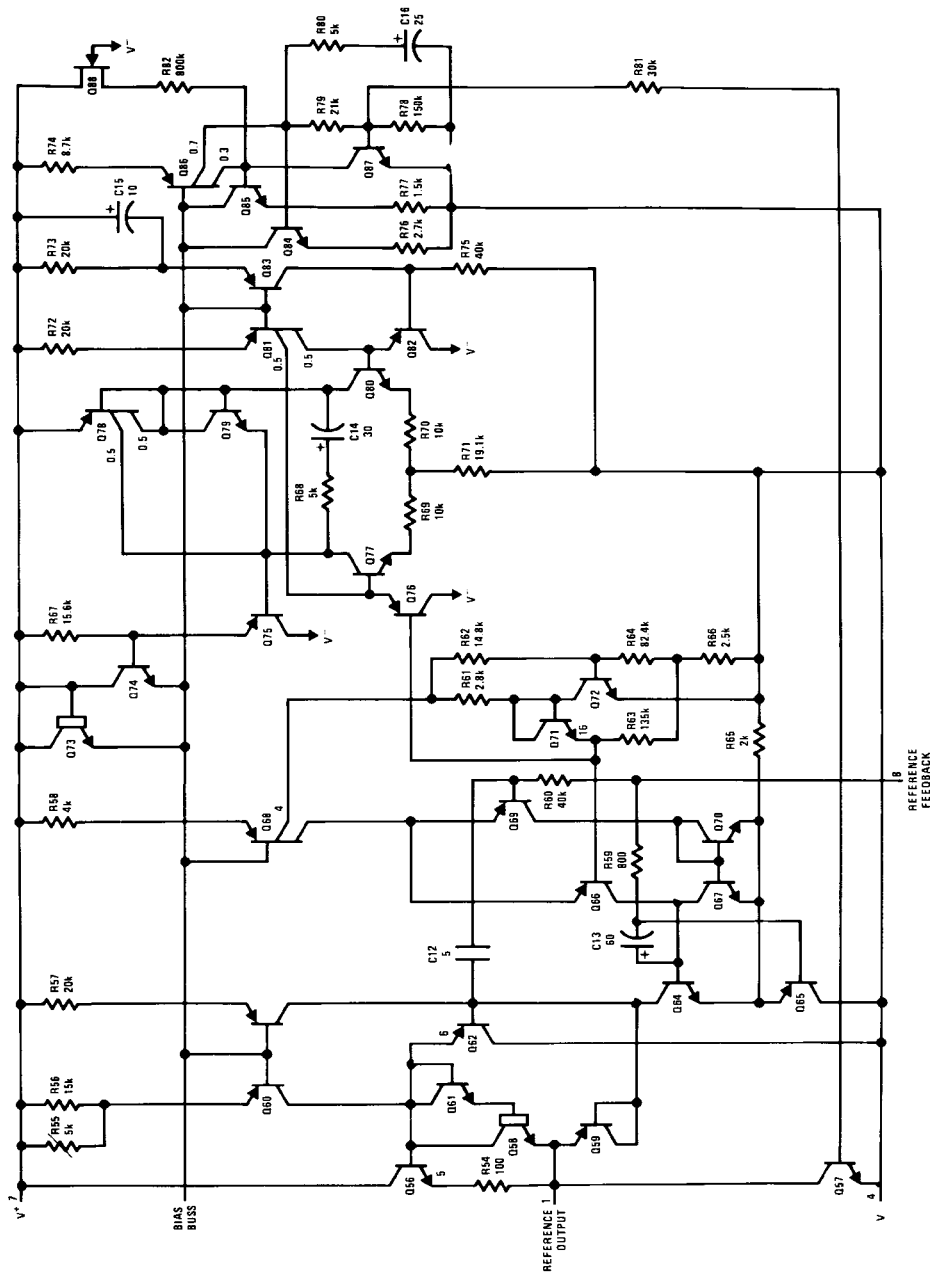 V+ 7
BIAS
BUSS
REFERENCE 1
OUTPUT
V 4
REFERENCE
FEEDBACK
8
R55
5k
R56
15k
R57
20k
R58
4k
R67
15.6k
R72
20k
R73
20k
C15
10
R74
8.7k
Q88
V-
R82
800k
Q60
Q68
4
Q73
Q74
Q75
V-
Q78
0.5
0.5
Q79
Q81
0.5
0.5
Q83
Q86
0.7
0.3
Q85
Q84
R80
5k
C16
25
R79
21k
R78
150k
Q87
R77
1.5k
R76
2.7k
R75
40k
R81
30k
Q56
5
R54
100
Q61
Q58
Q59
Q62
6
C12
5
Q57
Q64
Q65
C13
60
R59
800
Q66
Q67
Q69
R60
40k
Q70
R65
2k
Q71
16
R61
2.8k
R62
14.8k
Q72
R63
135k
R64
82.4k
R66
2.5k
Q76
V-
Q77
R68
5k
C14
30
R69
10k
R70
10k
R71
19.1k
Q80
Q82
V-